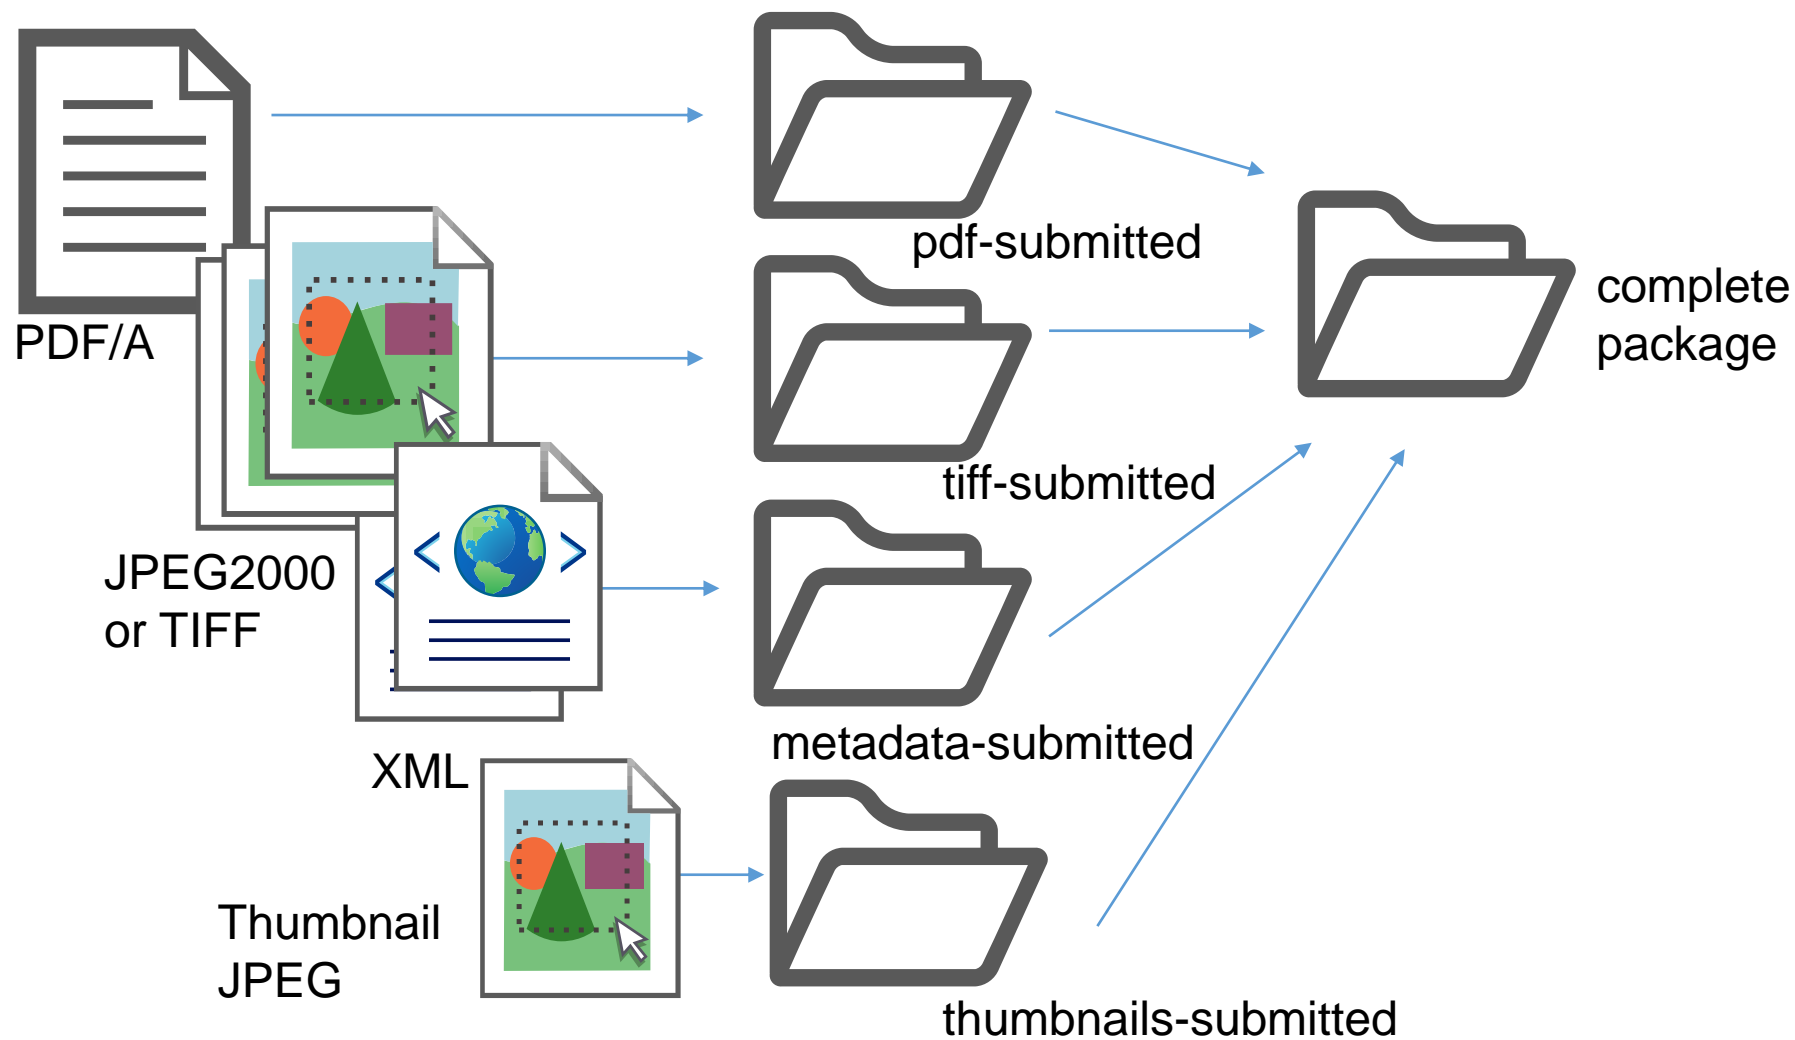 PDF/A
pdf-submitted
JPEG2000
or TIFF
tiff-submitted
complete
package
XML
metadata-submitted
Thumbnail
JPEG
thumbnails-submitted